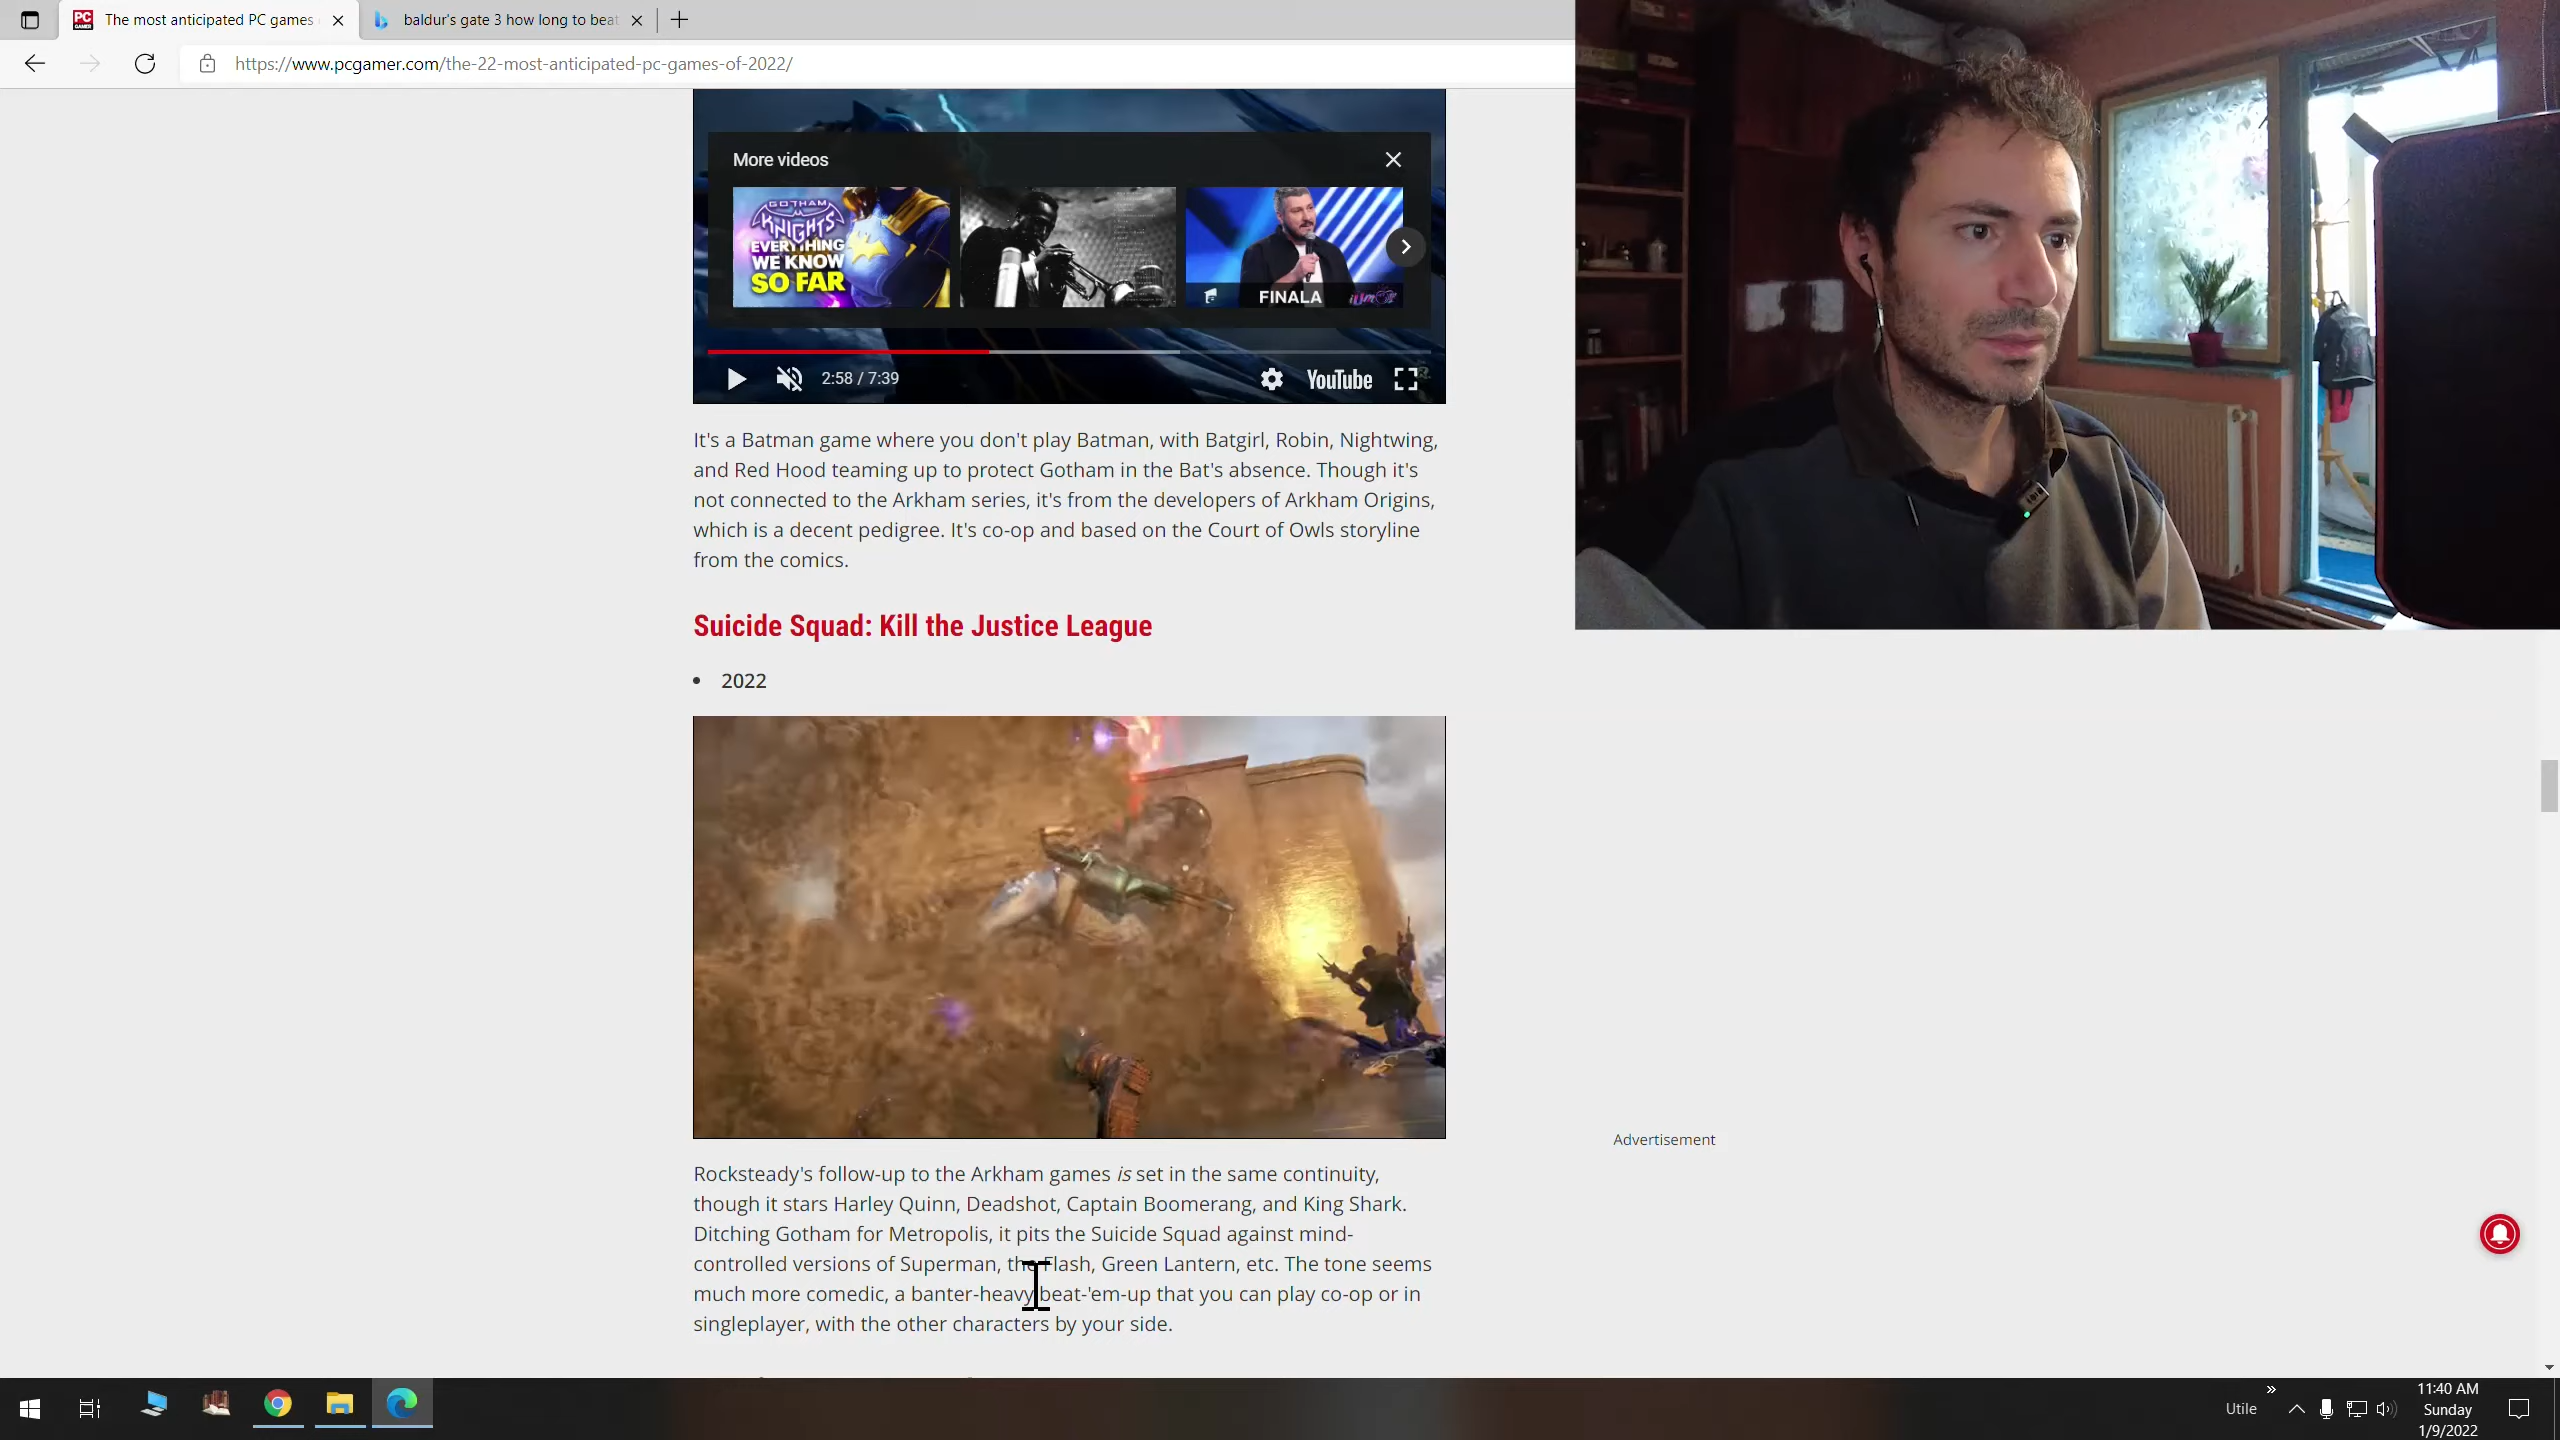 The most anticipated PC games
baldur's gate 3 how long to beat
https://www.pcgamer.com/the-22-most-anticipated-pc-games-of-2022/
More videos
GOTHAM
KNIGHTS
EVERYTHING
WE KNOW
SO FAR
FINALA
2:58 / 7:39
YouTube
It's a Batman game where you don't play Batman, with Batgirl, Robin, Nightwing,
and Red Hood teaming up to protect Gotham in the Bat's absence. Though it's
not connected to the Arkham series, it's from the developers of Arkham Origins,
which is a decent pedigree. It's co-op and based on the Court of Owls storyline
from the comics.
Suicide Squad: Kill the Justice League
• 2022
Rocksteady's follow-up to the Arkham games is set in the same continuity,
though it stars Harley Quinn, Deadshot, Captain Boomerang, and King Shark.
Ditching Gotham for Metropolis, it pits the Suicide Squad against mind-
controlled versions of Superman, the Flash, Green Lantern, etc. The tone seems
much more comedic, a banter-heavy beat-'em-up that you can play co-op or in
singleplayer, with the other characters by your side.
Advertisement
Utile
11:40 AM
Sunday
1/9/2022